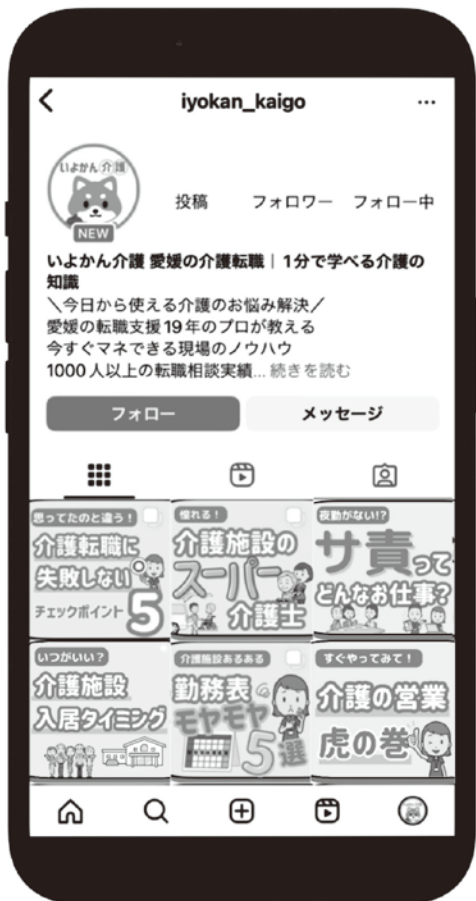 iyokan_kaigo
いよかん介護
NEW
投稿 フォロワー フォロー中
いよかん介護 愛媛の介護転職｜1分で学べる介護の
知識
＼今日から使える介護のお悩み解決／
愛媛の転職支援19年のプロが教える
今すぐマネできる現場のノウハウ
1000人以上の転職相談実績... 続きを読む
フォロー メッセージ
思ってたのと違う！
介護転職に
失敗しない
チェックポイント5
憧れる！
介護施設の
スーパー
介護士
夜勤がない!?
サ責って
どんなお仕事？
いつがいい？
介護施設
入居タイミング
介護施設あるある
勤務表
モヤモヤ
5選
すぐやってみて！
介護の営業
虎の巻